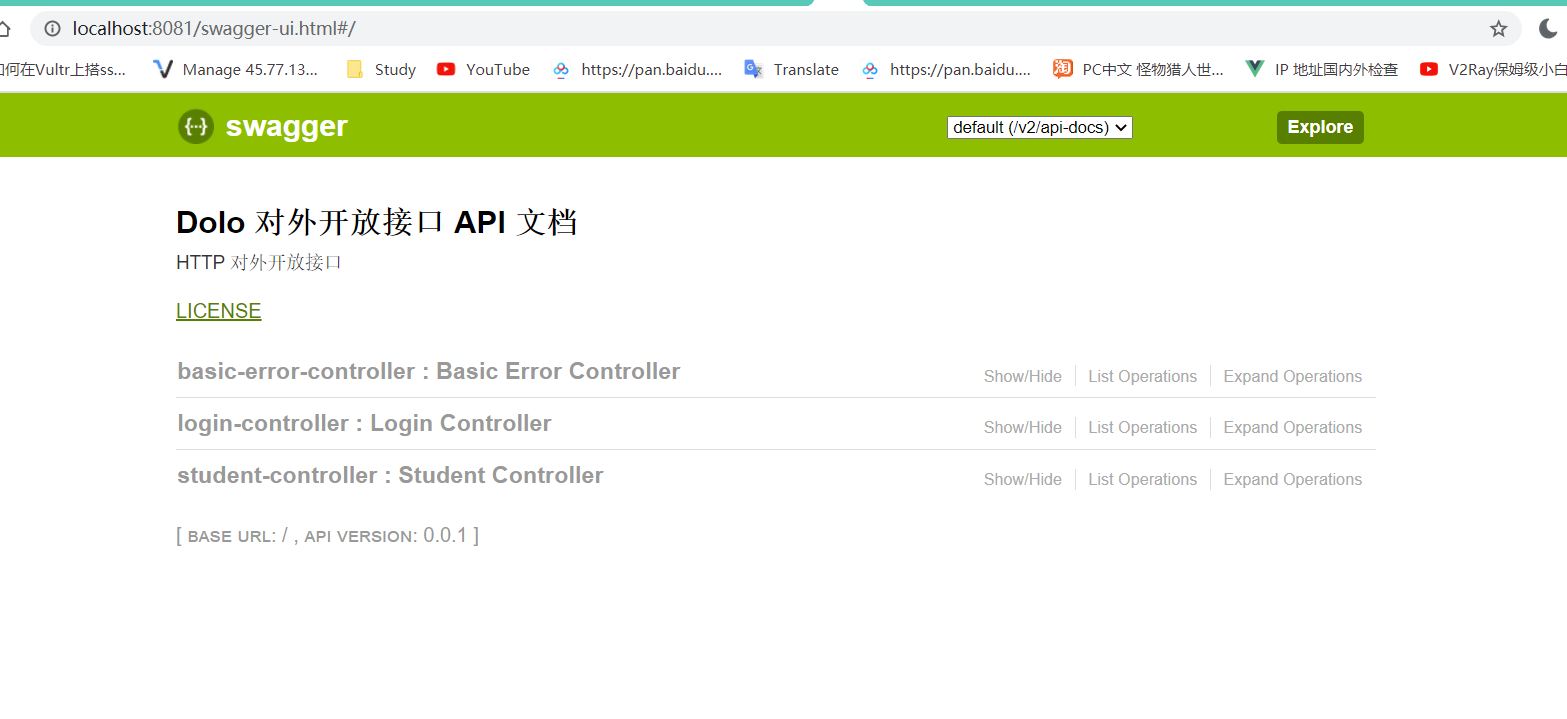 localhost:8081/swagger-ui.html#/
何在Vultr上搭ss... Manage 45.77.13... Study YouTube https://pan.baidu.... Translate https://pan.baidu.... PC中文 怪物猎人世... IP 地址国内外检查 V2Ray保姆级小白
{···} swagger default (/v2/api-docs) Explore
Dolo 对外开放接口 API 文档
HTTP 对外开放接口
LICENSE
basic-error-controller : Basic Error Controller Show/Hide List Operations Expand Operations
login-controller : Login Controller Show/Hide List Operations Expand Operations
student-controller : Student Controller Show/Hide List Operations Expand Operations
[ BASE URL: / , API VERSION: 0.0.1 ]